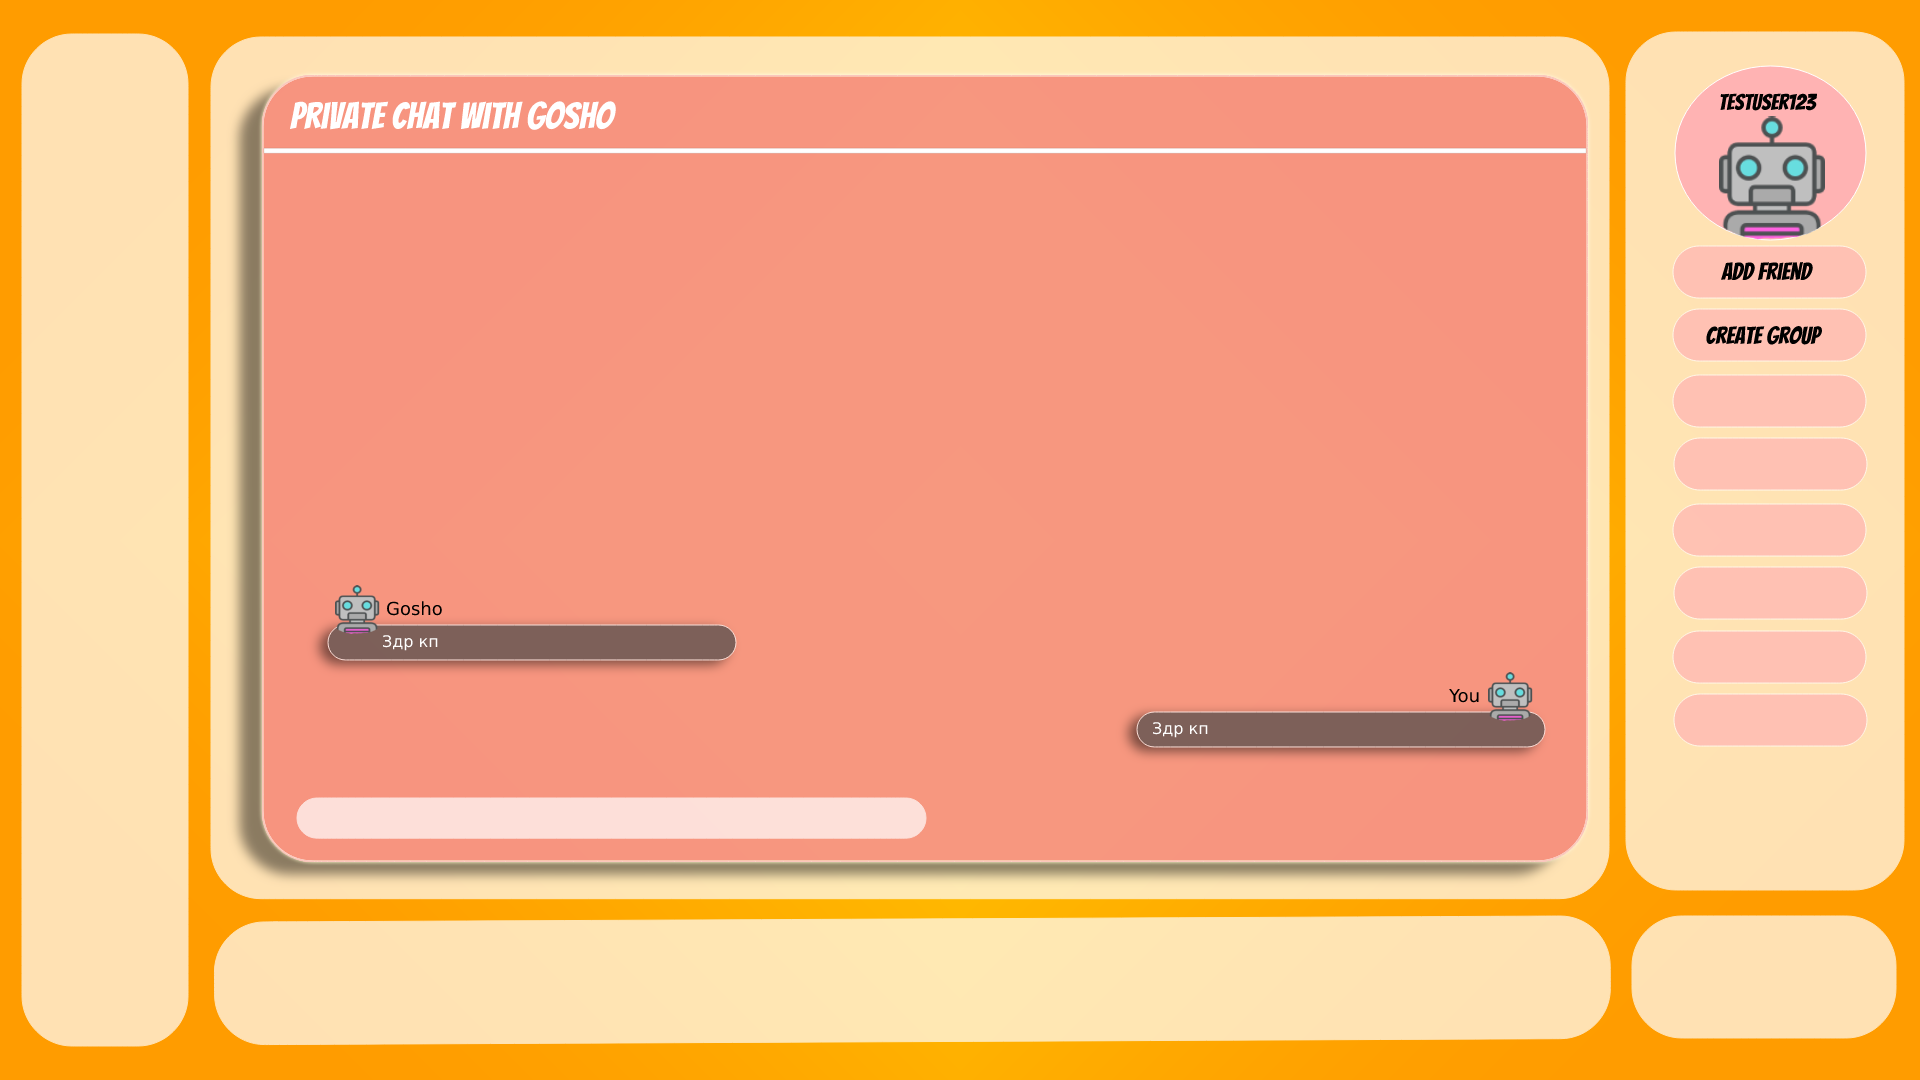 PRIVATE CHAT WITH GOSHO
Gosho
Здр кп
You
Здр кп
TESTUSER123
ADD FRIEND
CREATE GROUP